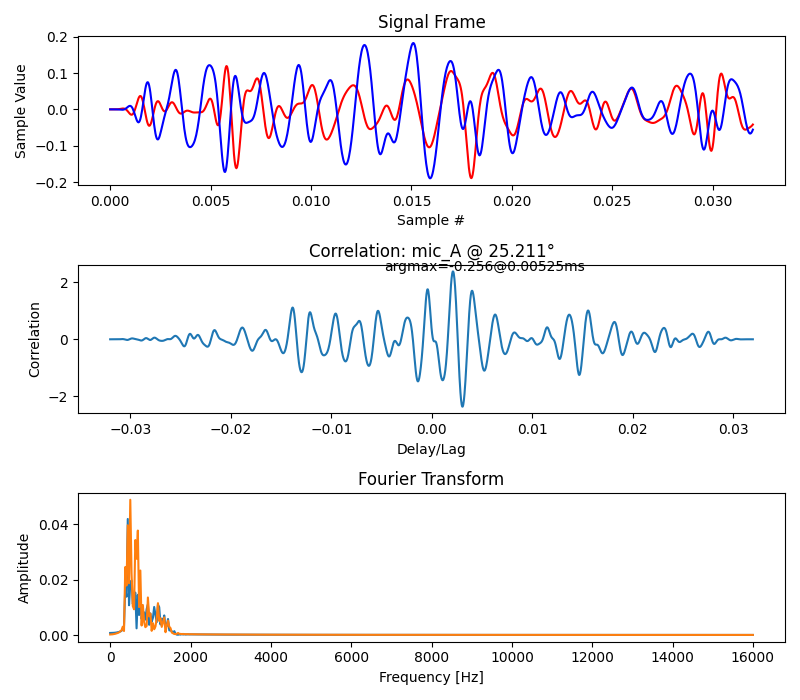 Signal Frame
0.2
0.1
0.0
−0.1
−0.2
Sample Value
0.000 0.005 0.010 0.015 0.020 0.025 0.030
Sample #
Correlation: mic_A @ 25.211°
argmax=-0.256@0.00525ms
2
0
−2
Correlation
−0.03 −0.02 −0.01 0.00 0.01 0.02 0.03
Delay/Lag
Fourier Transform
0.04
0.02
0.00
Amplitude
0 2000 4000 6000 8000 10000 12000 14000 16000
Frequency [Hz]